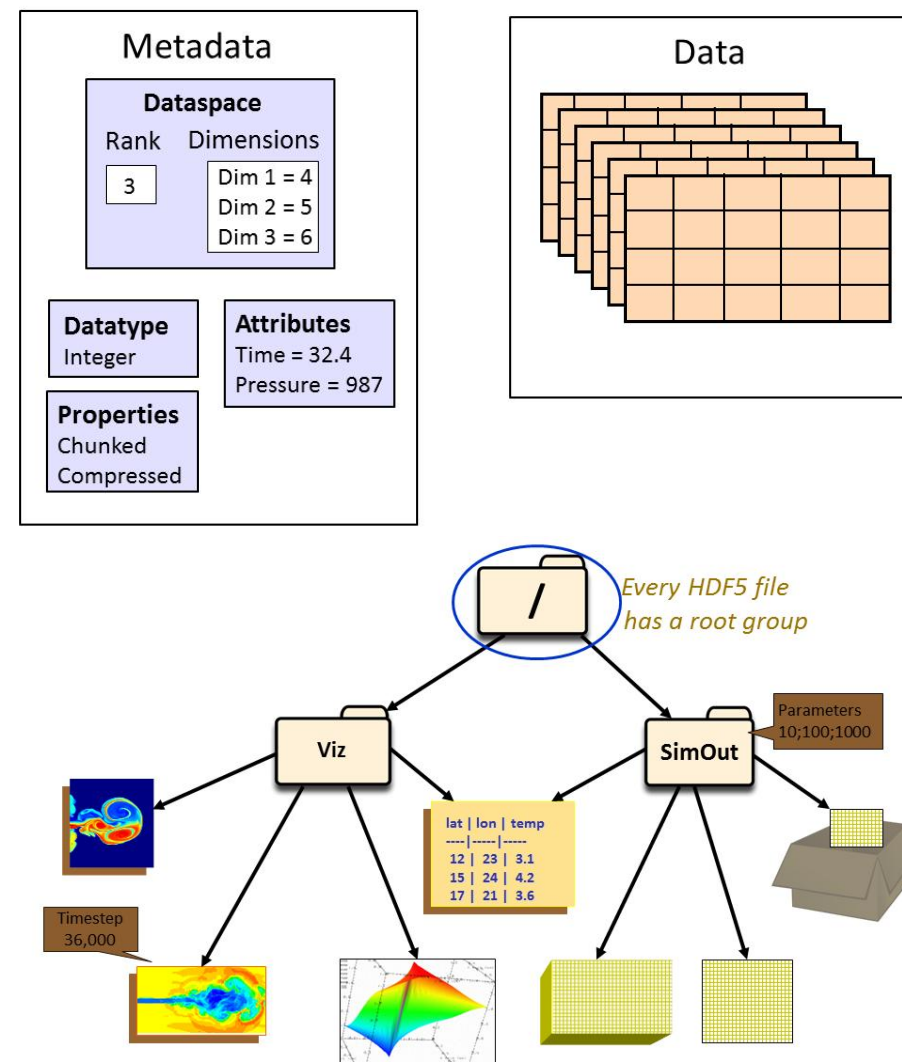 Metadata
Dataspace
Rank
Dimensions
3
Dim 1 = 4
Dim 2 = 5
Dim 3 = 6
Datatype
Integer
Attributes
Time = 32.4
Pressure = 987
Properties
Chunked
Compressed
Data
/
Every HDF5 file
has a root group
Viz
SimOut
Parameters
10;100;1000
lat | lon | temp
----|-----|-----
12 | 23 | 3.1
15 | 24 | 4.2
17 | 21 | 3.6
Timestep
36,000